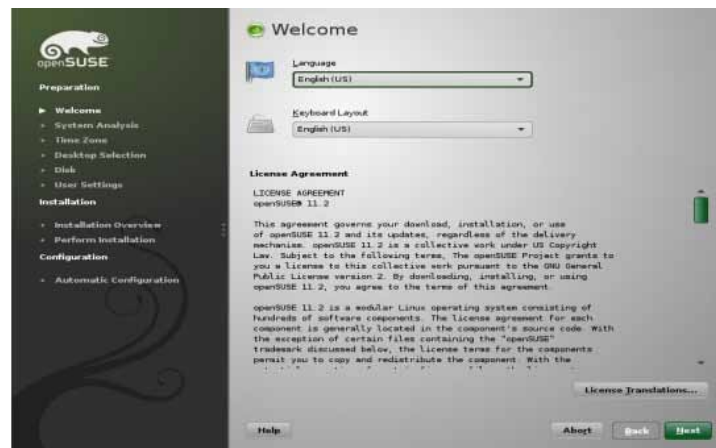 openSUSE
Preparation
Welcome
System Analysis
Time Zone
Desktop Selection
Disk
User Settings
Installation
Installation Overview
Perform Installation
Configuration
Automatic Configuration
Welcome
Language
English (US)
Keyboard Layout
English (US)
License Agreement
LICENSE AGREEMENT
openSUSE® 11.2
This agreement governs your download, installation, or use
of openSUSE 11.2 and its updates, regardless of the delivery
mechanism. openSUSE 11.2 is a collective work under US Copyright
Law. Subject to the following terms, The openSUSE Project grants to
you a license to this collective work pursuant to the GNU General
Public License version 2. By downloading, installing, or using
openSUSE 11.2, you agree to the terms of this agreement.
openSUSE 11.2 is a modular Linux operating system consisting of
hundreds of software components. The license agreement for each
component is generally located in the component's source code. With
the exception of certain files containing the "openSUSE"
trademark discussed below, the license terms for the components
permit you to copy and redistribute the component. With the
License Translations...
Help
Abort
Back
Next